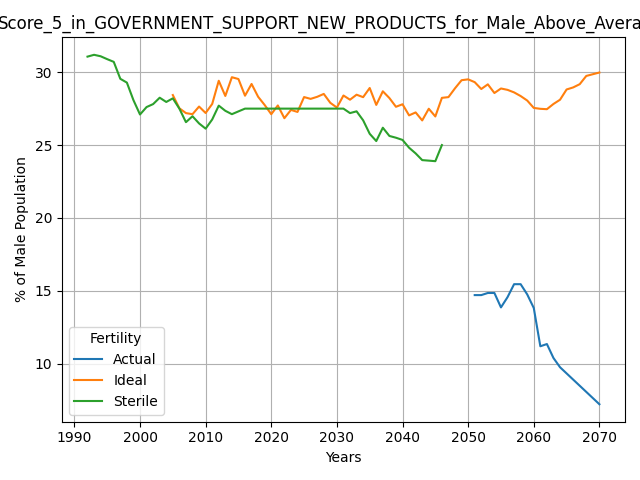 Score_5_in_GOVERNMENT_SUPPORT_NEW_PRODUCTS_for_Male_Above_Avera
% of Male Population
30
25
20
15
10
Fertility
Actual
Ideal
Sterile
1990 2000 2010 2020 2030 2040 2050 2060 2070
Years